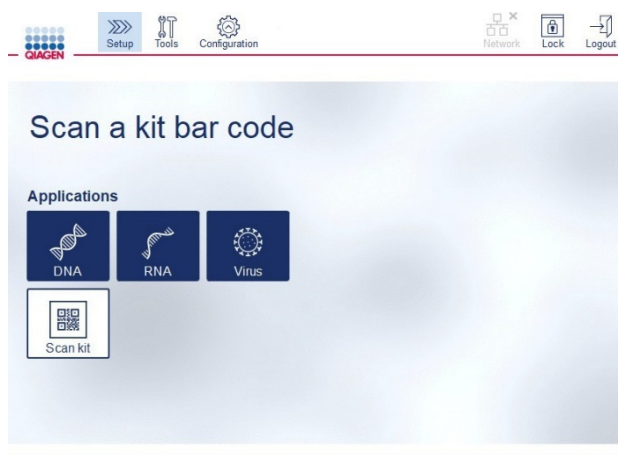 QIAGEN
Setup
Tools
Configuration
Network
Lock
Logout
Scan a kit bar code
Applications
DNA
RNA
Virus
Scan kit